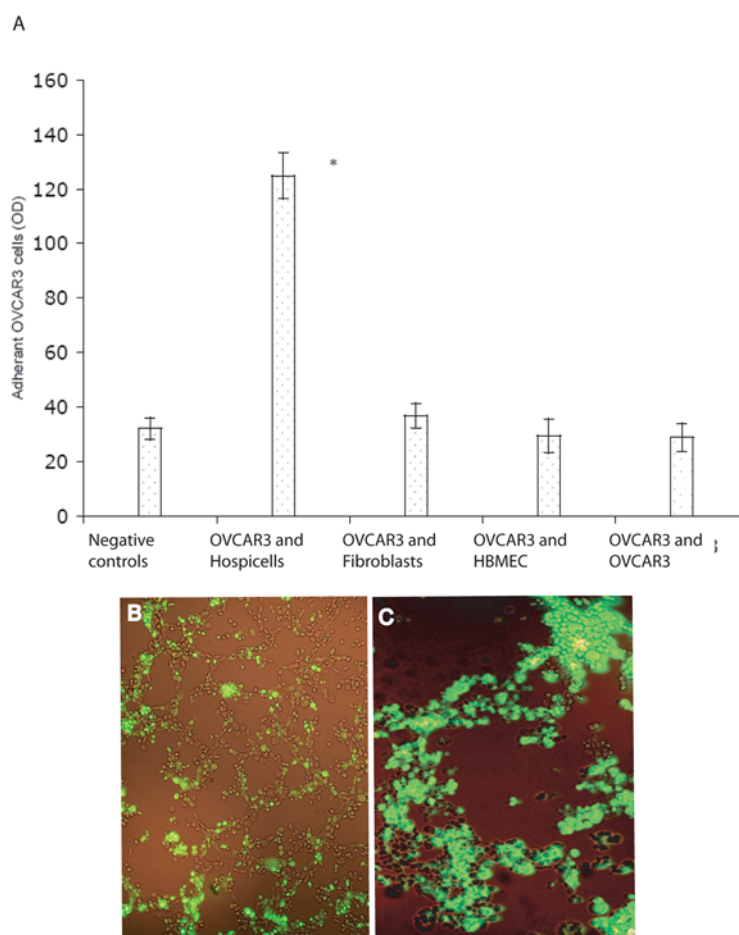 A
160
140
120
100
80
60
40
20
0
Adherant OVCAR3 cells (OD)
*
Negative
controls
OVCAR3 and
Hospicells
OVCAR3 and
Fibroblasts
OVCAR3 and
HBMEC
OVCAR3 and
OVCAR3
B
C